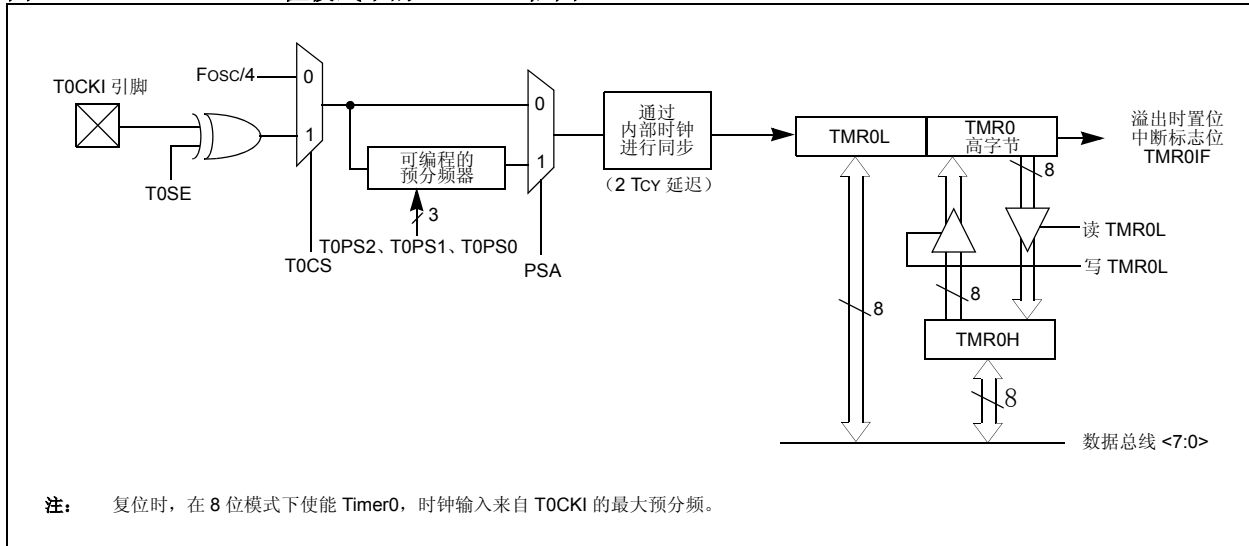 T0CKI 引脚
FOSC/4
0
1
T0SE
T0CS
可编程的
预分频器
3
T0PS2、T0PS1、T0PS0
0
1
PSA
通过
内部时钟
进行同步
（2 TCY 延迟）
TMR0L
TMR0
高字节
溢出时置位
中断标志位
TMR0IF
8
读 TMR0L
写 TMR0L
8
8
TMR0H
8
数据总线 <7:0>
注： 复位时，在 8 位模式下使能 Timer0，时钟输入来自 T0CKI 的最大预分频。